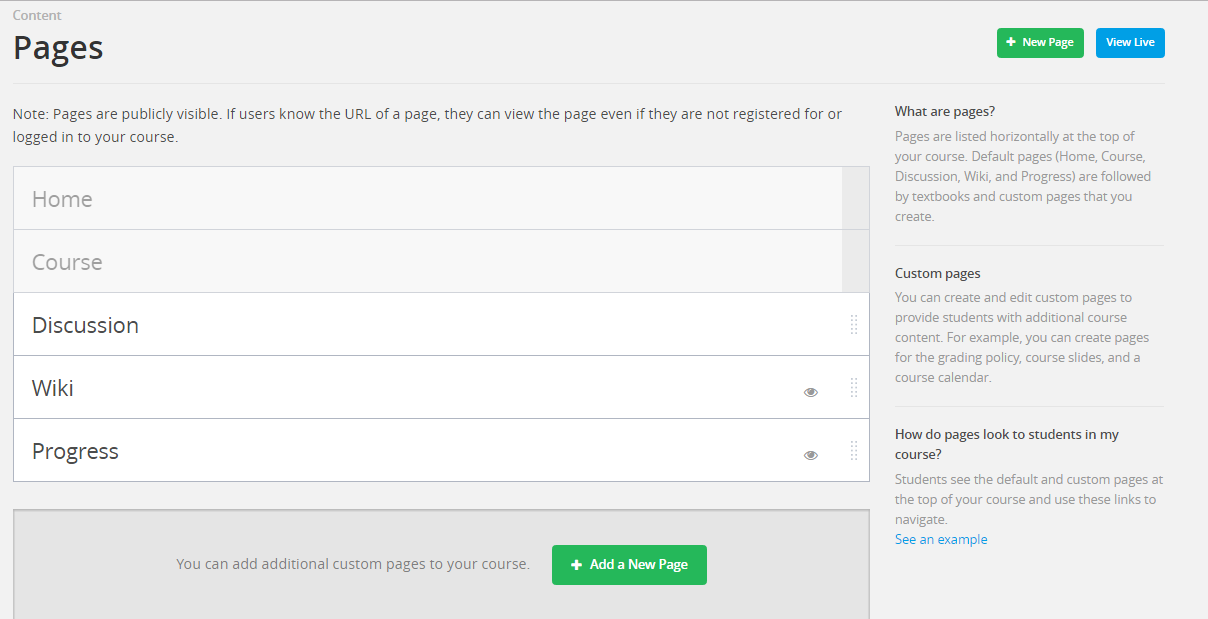 Content
Pages
New Page
View Live
Note: Pages are publicly visible. If users know the URL of a page, they can view the page even if they are not registered for or
logged in to your course.
Home
Course
Discussion
Wiki
Progress
You can add additional custom pages to your course.
Add a New Page
What are pages?
Pages are listed horizontally at the top of
your course. Default pages (Home, Course,
Discussion, Wiki, and Progress) are followed
by textbooks and custom pages that you
create.
Custom pages
You can create and edit custom pages to
provide students with additional course
content. For example, you can create pages
for the grading policy, course slides, and a
course calendar.
How do pages look to students in my
course?
Students see the default and custom pages at
the top of your course and use these links to
navigate.
See an example